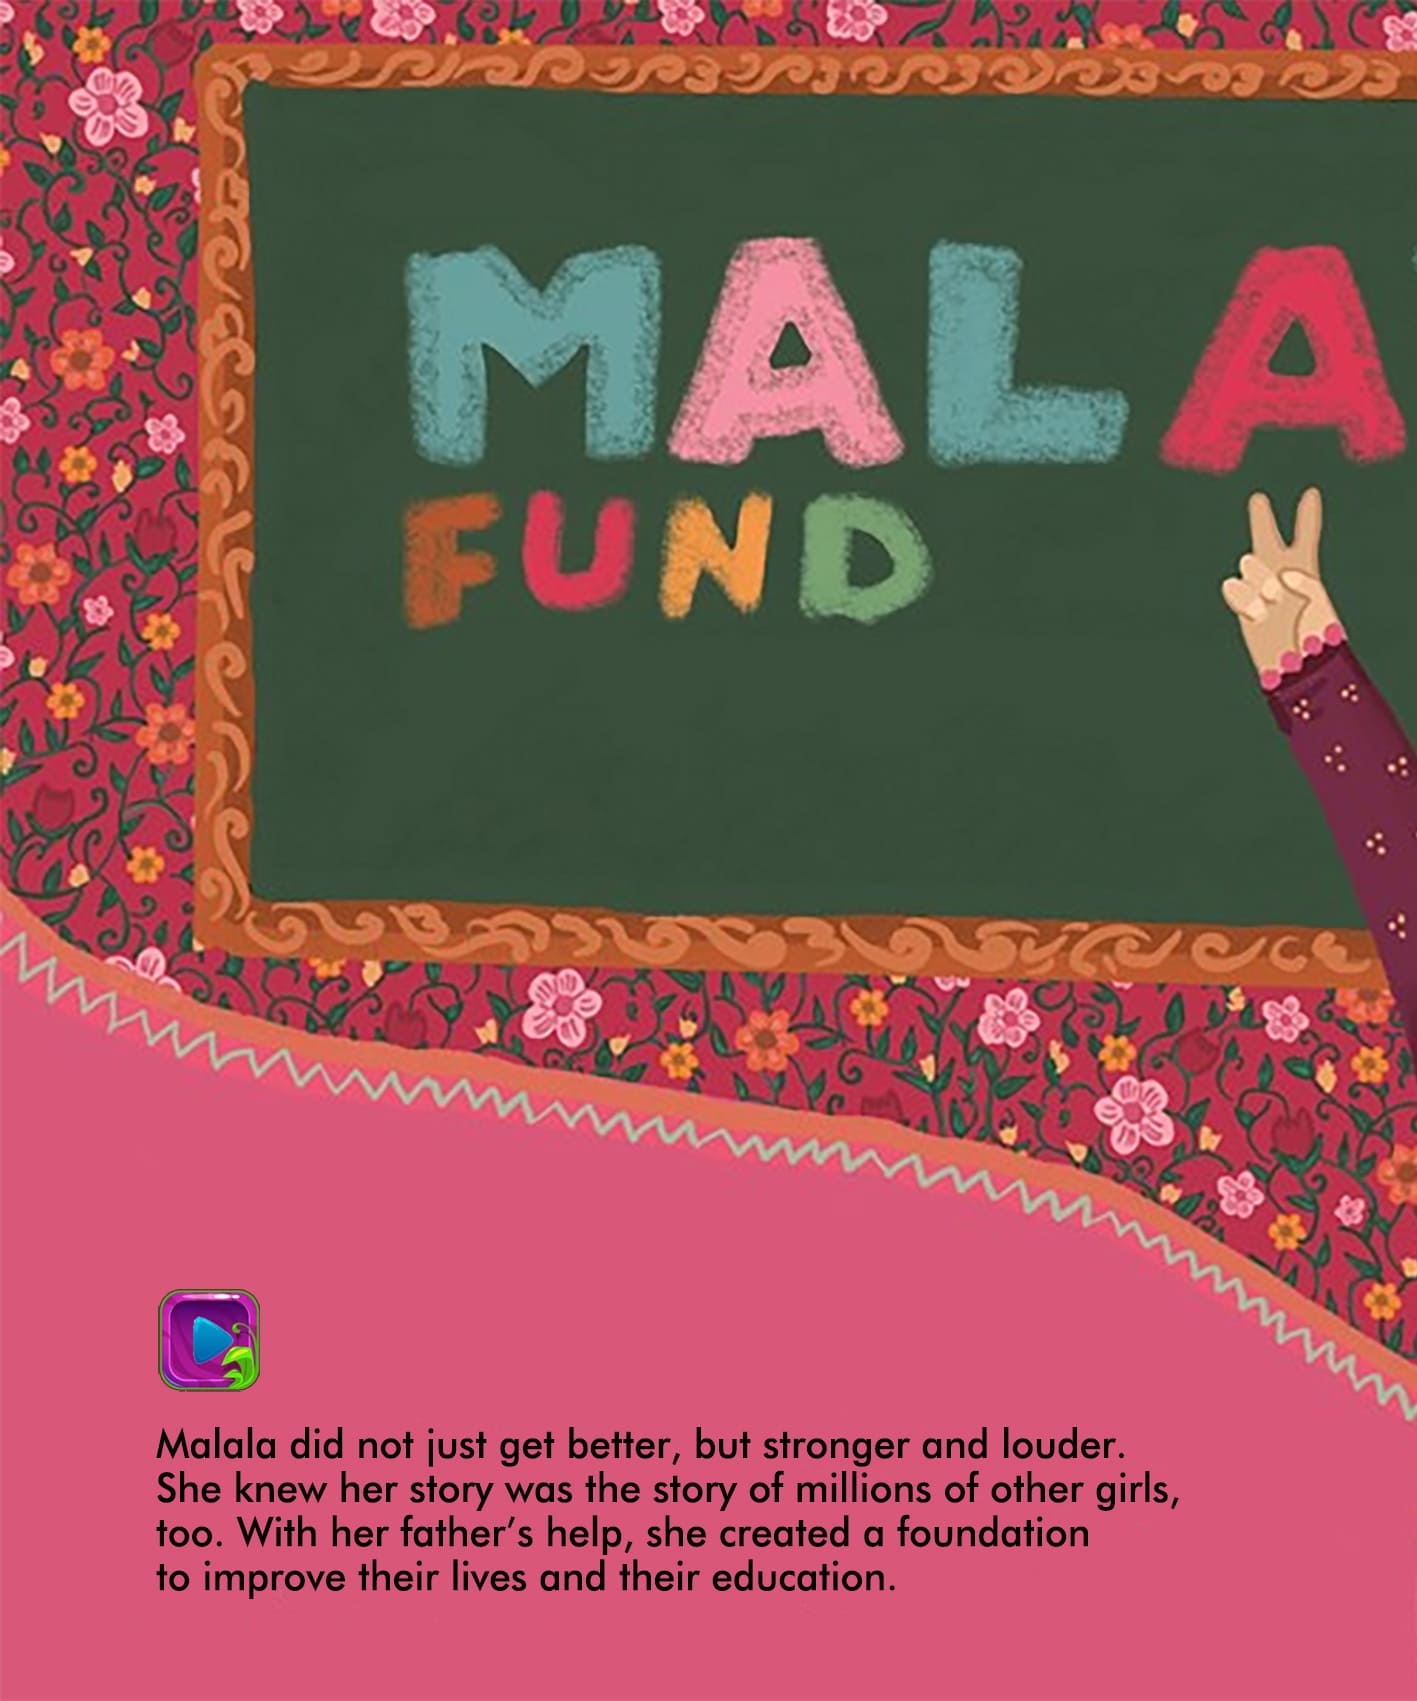 MALA
FUND
Malala did not just get better, but stronger and louder.
She knew her story was the story of millions of other girls,
too. With her father’s help, she created a foundation
to improve their lives and their education.